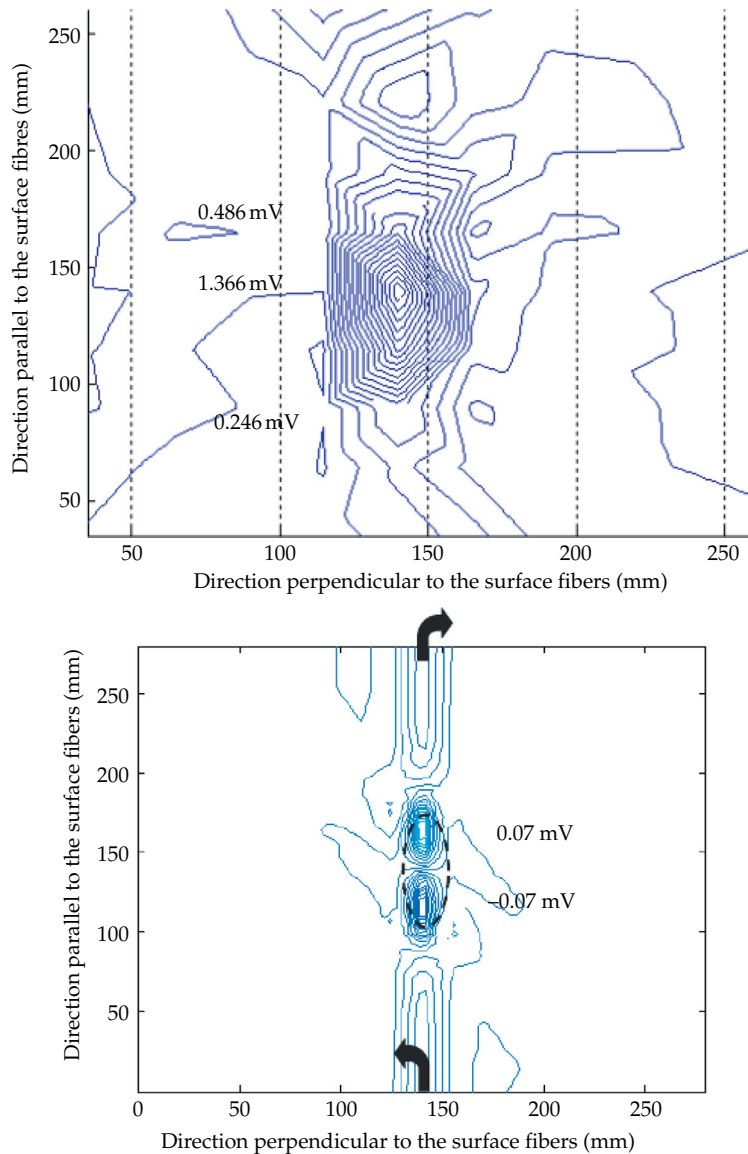 250
200
150
100
50
Direction parallel to the surface fibres (mm)
0.486 mV
1.366 mV
0.246 mV
50 100 150 200 250
Direction perpendicular to the surface fibers (mm)
250
200
150
100
50
Direction parallel to the surface fibers (mm)
0.07 mV
–0.07 mV
0 50 100 150 200 250
Direction perpendicular to the surface fibers (mm)